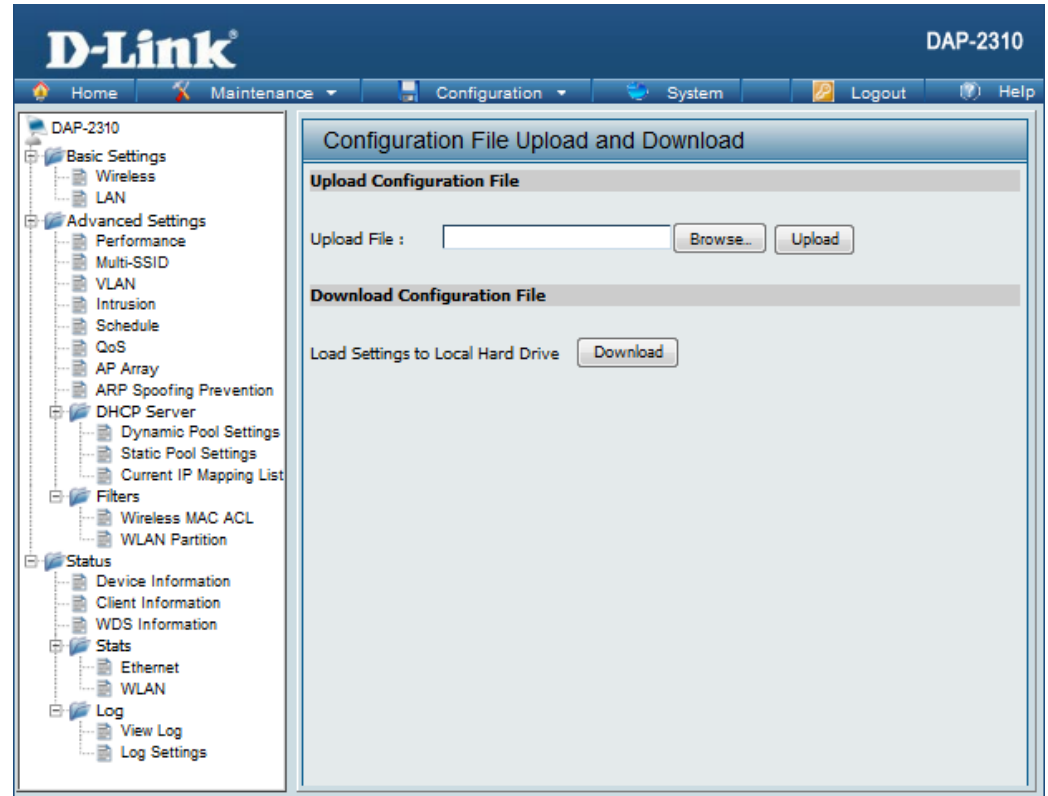 D-Link®
DAP-2310
Home Maintenance Configuration System Logout Help
DAP-2310
Basic Settings
Wireless
LAN
Advanced Settings
Performance
Multi-SSID
VLAN
Intrusion
Schedule
QoS
AP Array
ARP Spoofing Prevention
DHCP Server
Dynamic Pool Settings
Static Pool Settings
Current IP Mapping List
Filters
Wireless MAC ACL
WLAN Partition
Status
Device Information
Client Information
WDS Information
Stats
Ethernet
WLAN
Log
View Log
Log Settings
Configuration File Upload and Download
Upload Configuration File
Upload File : Browse... Upload
Download Configuration File
Load Settings to Local Hard Drive Download